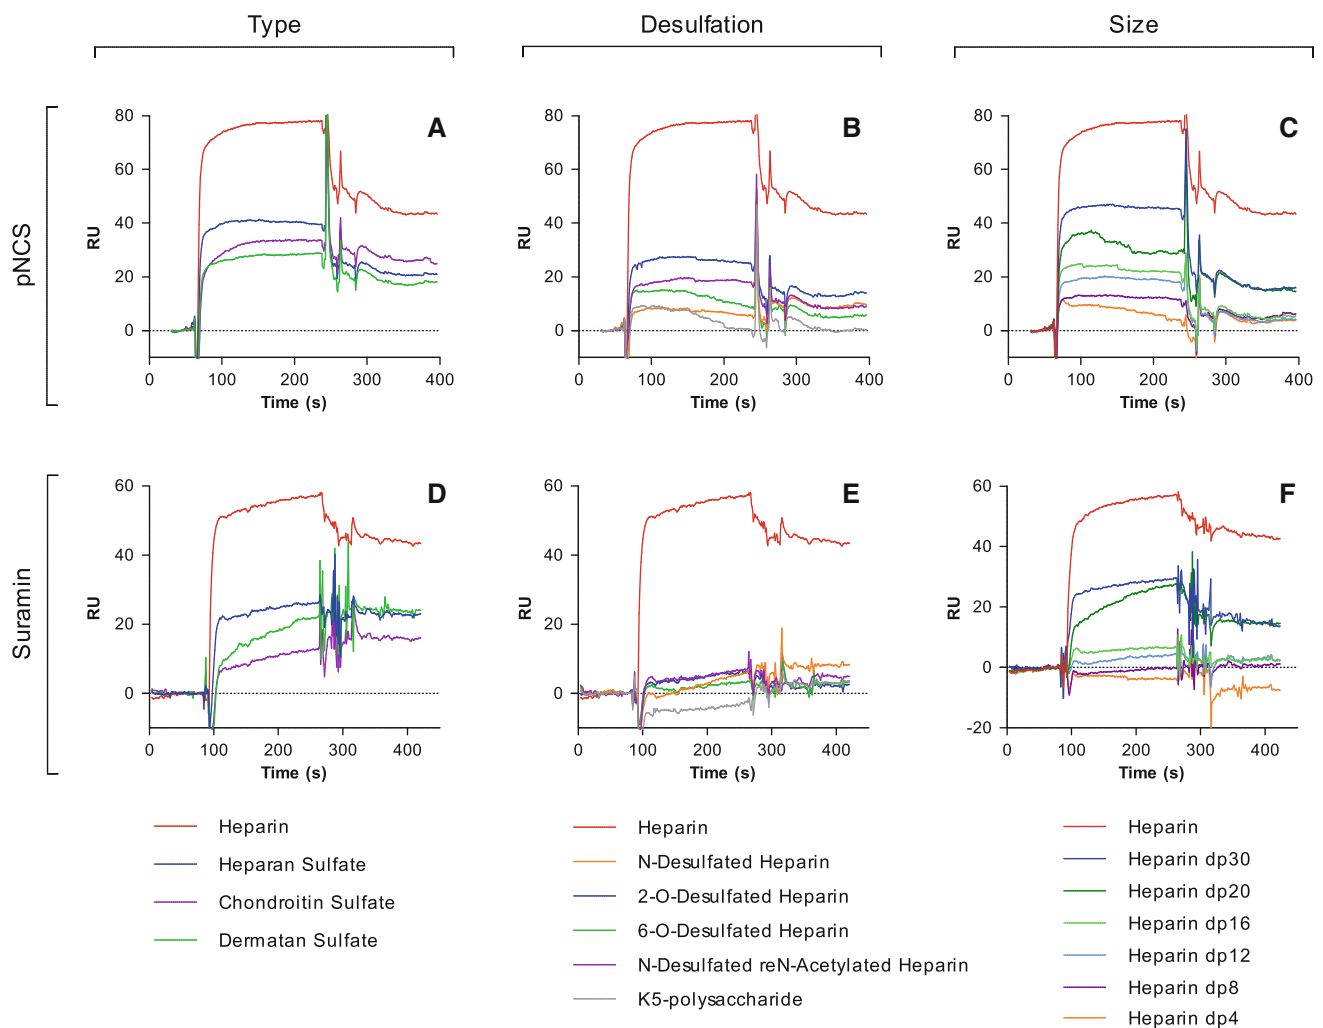 Type
Desulfation
Size
pNCS
A
RU
80
60
40
20
0
0
100
200
300
400
Time (s)
B
RU
80
60
40
20
0
0
100
200
300
400
Time (s)
C
RU
80
60
40
20
0
0
100
200
300
400
Time (s)
Suramin
D
RU
60
40
20
0
0
100
200
300
400
Time (s)
E
RU
60
40
20
0
0
100
200
300
400
Time (s)
F
RU
60
40
20
0
-20
0
100
200
300
400
Time (s)
Heparin
Heparan Sulfate
Chondroitin Sulfate
Dermatan Sulfate
Heparin
N-Desulfated Heparin
2-O-Desulfated Heparin
6-O-Desulfated Heparin
N-Desulfated reN-Acetylated Heparin
K5-polysaccharide
Heparin
Heparin dp30
Heparin dp20
Heparin dp16
Heparin dp12
Heparin dp8
Heparin dp4